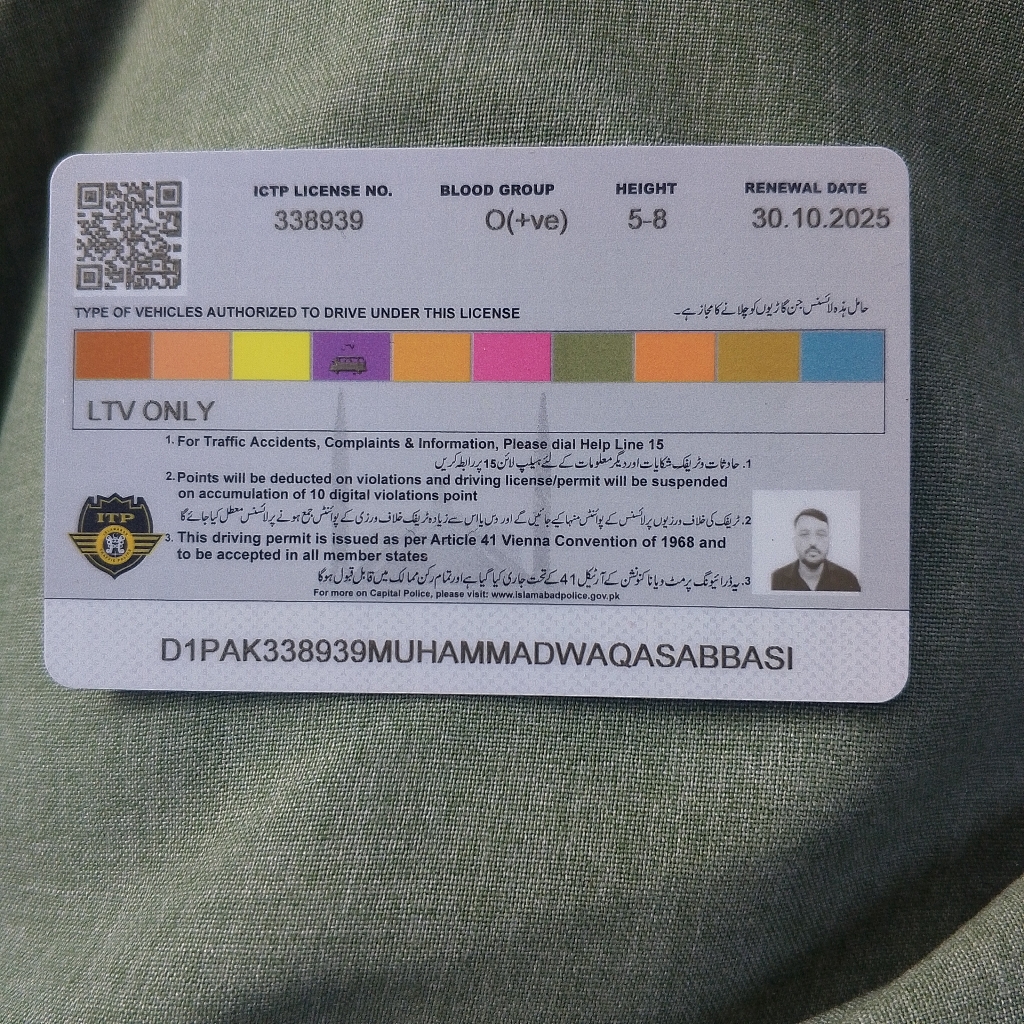 ICTP LICENSE NO. BLOOD GROUP HEIGHT RENEWAL DATE
338939 O(+ve) 5-8 30.10.2025
TYPE OF VEHICLES AUTHORIZED TO DRIVE UNDER THIS LICENSE حامل ہذہ لائسنس جن گاڑیوں کو چلانے کا مجاز ہے۔
LTV ONLY
1. For Traffic Accidents, Complaints & Information, Please dial Help Line 15
1. حادثات وٹریفک شکایات اور دیگر معلومات کے لئے ہیلپ لائن 15 پر رابطہ کریں
2. Points will be deducted on violations and driving license/permit will be suspended
on accumulation of 10 digital violations point
2. ٹریفک کی خلاف ورزیوں پر لائسنس کے پوائنٹس منہا کیے جائیں گے اور دس یا اس سے زیادہ ٹریفک خلاف ورزی کے پوائنٹس جمع ہونے پر لائسنس معطل کیا جائے گا
ITP
3. This driving permit is issued as per Article 41 Vienna Convention of 1968 and
to be accepted in all member states
3. یہ ڈرائیونگ پرمٹ ویانا کنونشن کے آرٹیکل 41 کے تحت جاری کیا گیا ہے اور تمام رکن ممالک میں قابل قبول ہوگا
For more on Capital Police, please visit: www.islamabadpolice.gov.pk
D1PAK338939MUHAMMADWAQASABBASI